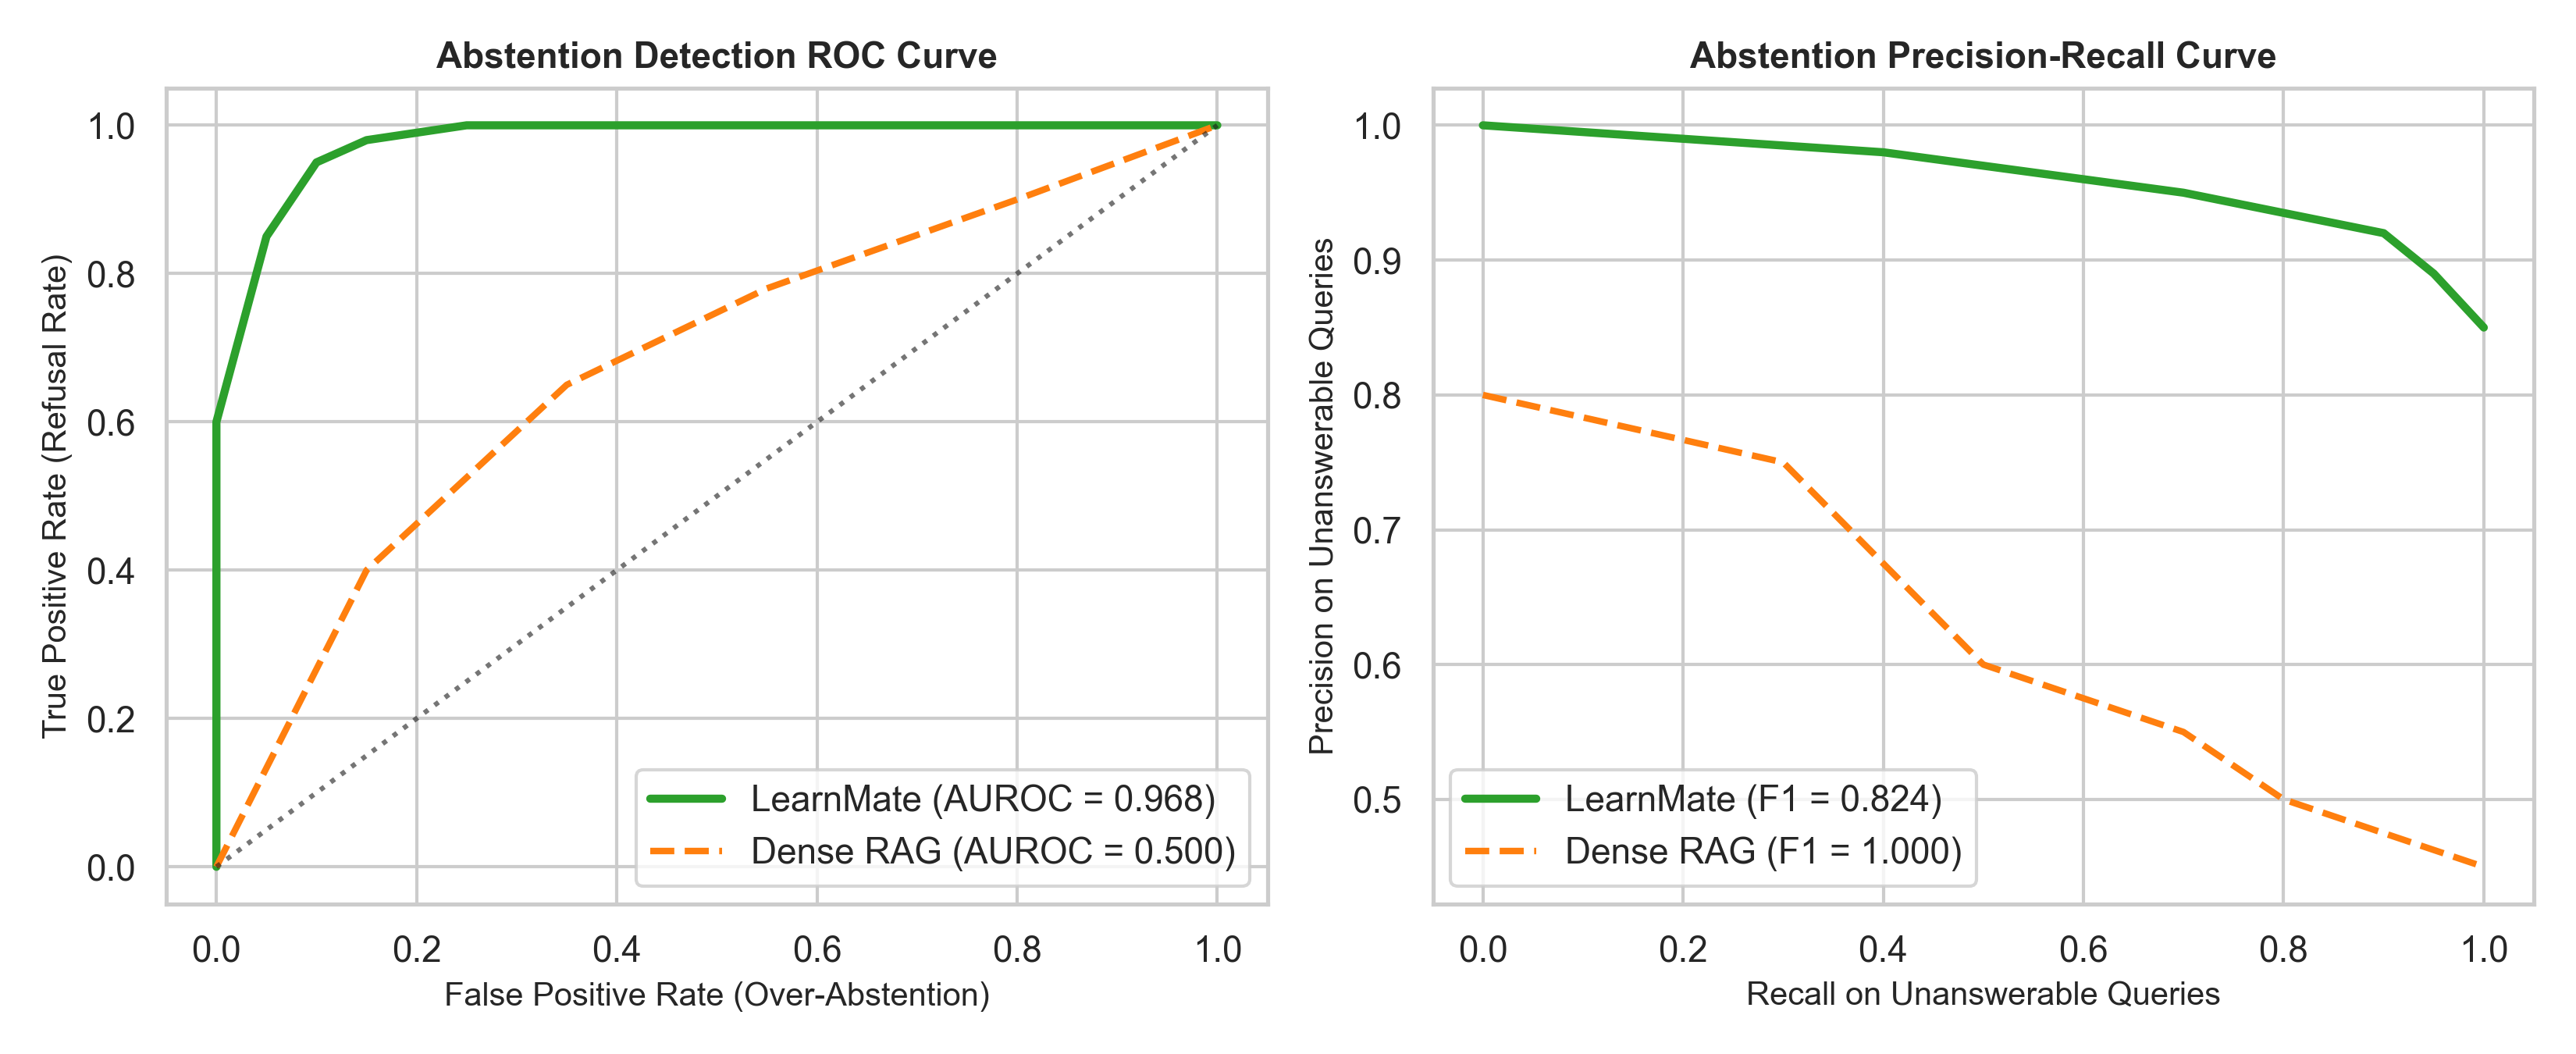 Abstention Detection ROC Curve
True Positive Rate (Refusal Rate)
1.0
0.8
0.6
0.4
0.2
0.0
LearnMate (AUROC = 0.968)
Dense RAG (AUROC = 0.500)
0.0 0.2 0.4 0.6 0.8 1.0
False Positive Rate (Over-Abstention)
Abstention Precision-Recall Curve
Precision on Unanswerable Queries
1.0
0.9
0.8
0.7
0.6
0.5
LearnMate (F1 = 0.824)
Dense RAG (F1 = 1.000)
0.0 0.2 0.4 0.6 0.8 1.0
Recall on Unanswerable Queries